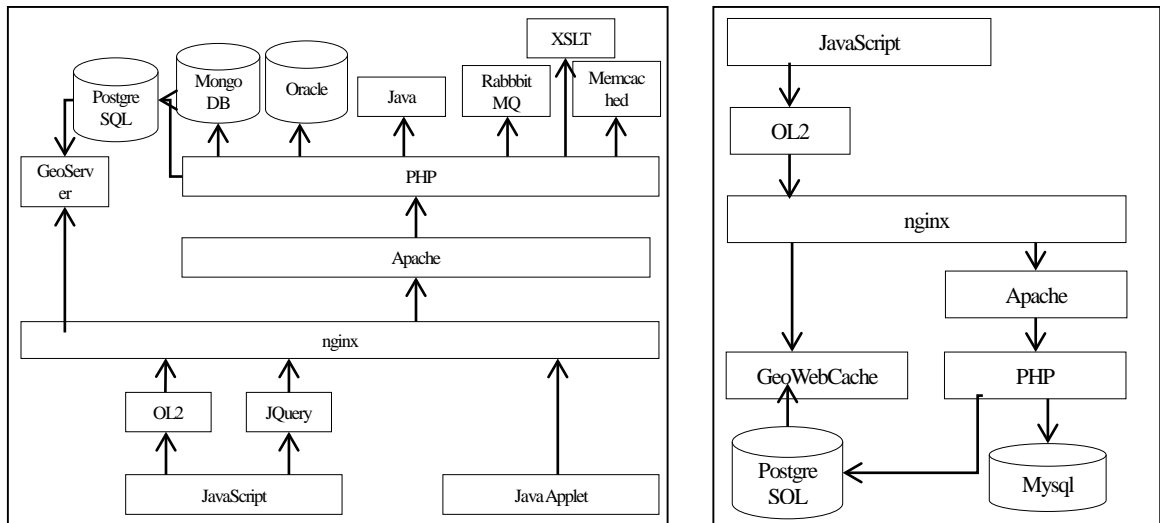 XSLT
Mongo
DB
Oracle
Postgre
SQL
Java
Rabbbit
MQ
Memcac
hed
GeoServ
er
PHP
Apache
nginx
OL2
JQuery
JavaScript
Java Applet
JavaScript
OL2
nginx
Apache
GeoWebCache
PHP
Postgre
SOL
Mysql